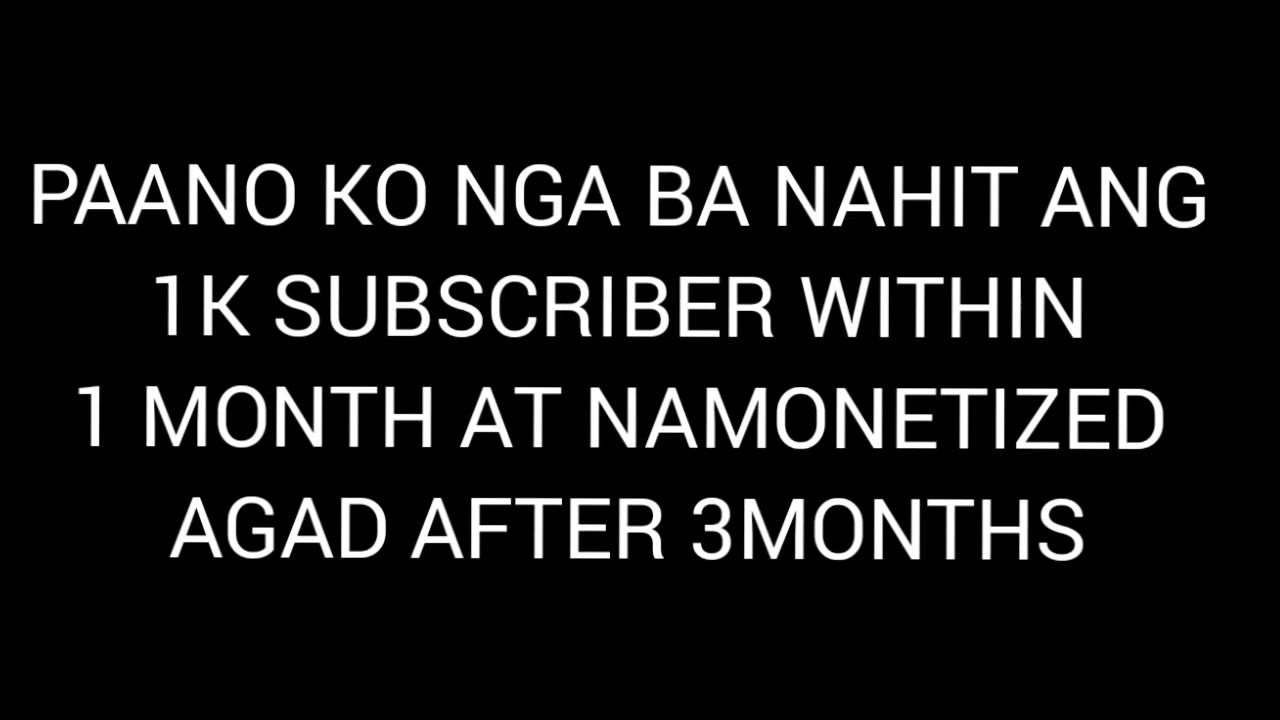 PAANO KO NGA BA NAHIT ANG
1K SUBSCRIBER WITHIN
1 MONTH AT NAMONETIZED
AGAD AFTER 3MONTHS